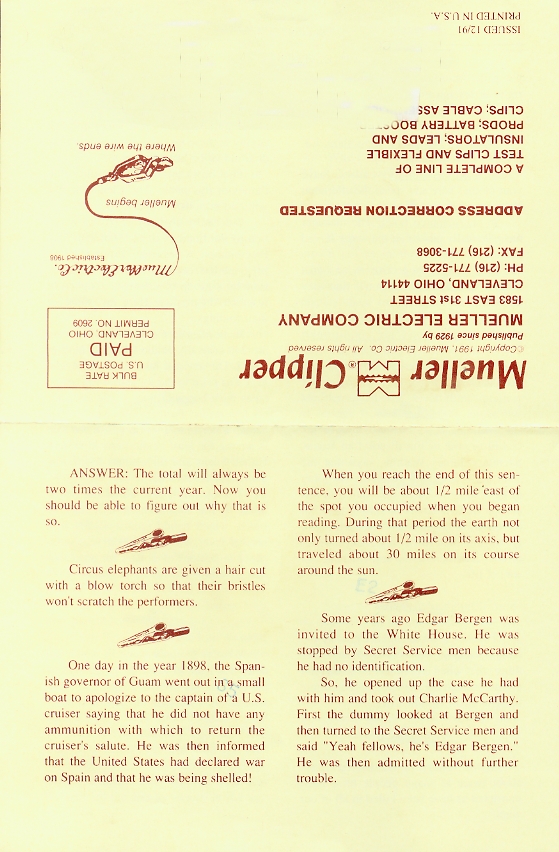 Mueller Clipper®
©Copyright 1991, Mueller Electric Co. All rights reserved
Published since 1929 by
MUELLER ELECTRIC COMPANY
1583 EAST 31st STREET
CLEVELAND, OHIO 44114
PH: (216) 771-5225
FAX: (216) 771-3068
ADDRESS CORRECTION REQUESTED
A COMPLETE LINE OF
TEST CLIPS AND FLEXIBLE
INSULATORS; LEADS AND
PRODS; BATTERY
CLIPS; CABLE
ISSUED 12/91
PRINTED IN U.S.A.
BULK RATE
U.S. POSTAGE
PAID
CLEVELAND, OHIO
PERMIT NO. 2609
Mueller Electric Co.
Established 1908
Mueller begins
Where the wire ends.
ANSWER: The total will always be
two times the current year. Now you
should be able to figure out why that is
so.
Circus elephants are given a hair cut
with a blow torch so that their bristles
won't scratch the performers.
One day in the year 1898, the Span-
ish governor of Guam went out in a small
boat to apologize to the captain of a U.S.
cruiser saying that he did not have any
ammunition with which to return the
cruiser's salute. He was then informed
that the United States had declared war
on Spain and that he was being shelled!
When you reach the end of this sen-
tence, you will be about 1/2 mile east of
the spot you occupied when you began
reading. During that period the earth not
only turned about 1/2 mile on its axis, but
traveled about 30 miles on its course
around the sun.
Some years ago Edgar Bergen was
invited to the White House. He was
stopped by Secret Service men because
he had no identification.
So, he opened up the case he had
with him and took out Charlie McCarthy.
First the dummy looked at Bergen and
then turned to the Secret Service men and
said "Yeah fellows, he's Edgar Bergen."
He was then admitted without further
trouble.